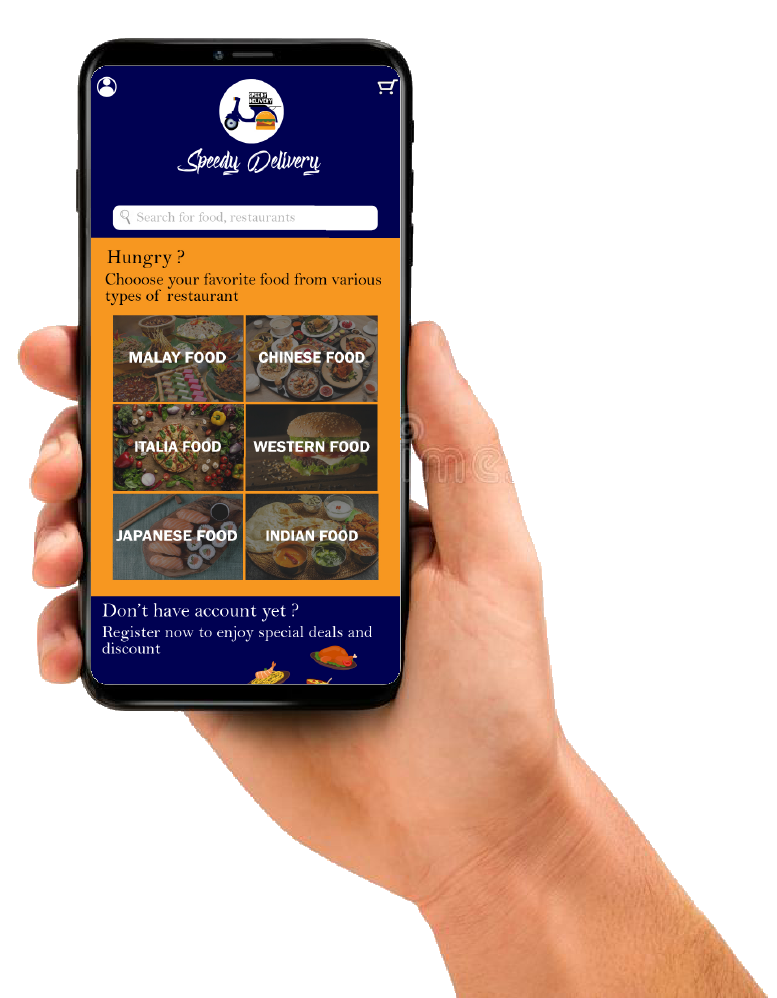 SPEEDY
DELIVERY
Speedy Delivery
Search for food, restaurants
Hungry ?
Chooose your favorite food from various
types of restaurant
MALAY FOOD
CHINESE FOOD
ITALIA FOOD
WESTERN FOOD
JAPANESE FOOD
INDIAN FOOD
Don't have account yet ?
Register now to enjoy special deals and
discount